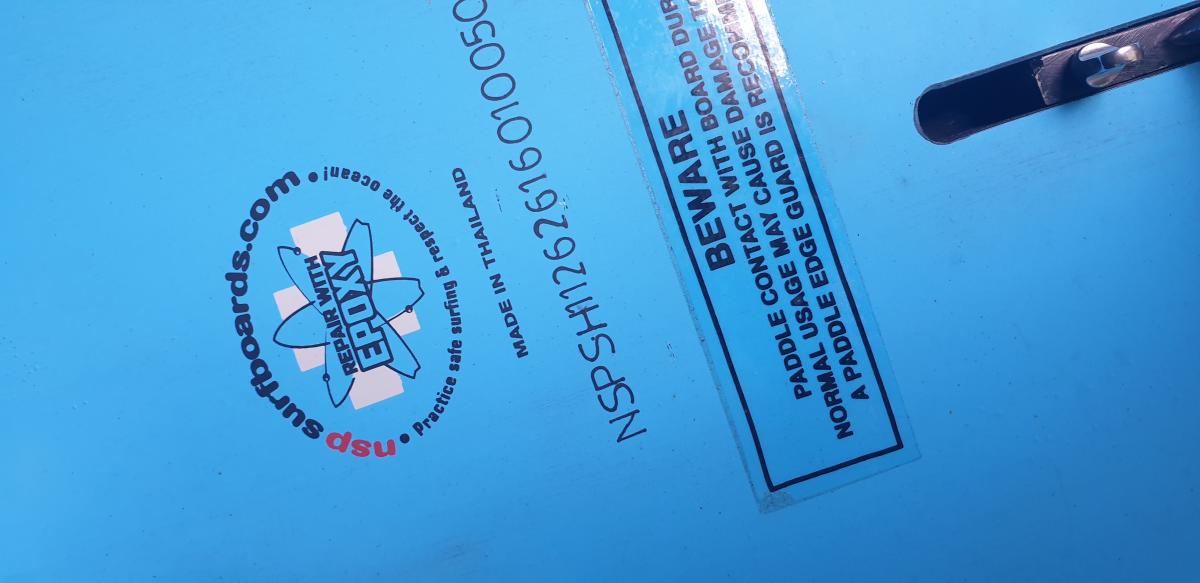 nsp surfboards.com
• Practice safe surfing & respect the ocean! •
REPAIR WITH
EPOXY
MADE IN THAILAND
NSPSH1126261601005
BEWARE
PADDLE CONTACT WITH BOARD
NORMAL USAGE MAY CAUSE DAMAGE
A PADDLE EDGE GUARD IS